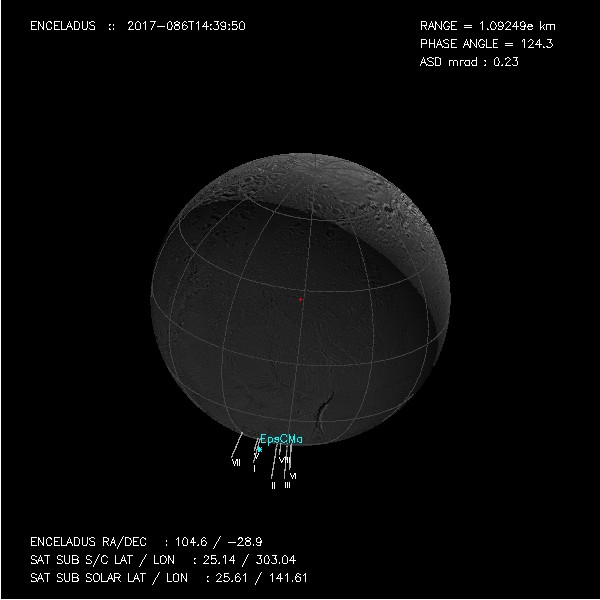 ENCELADUS :: 2017-086T14:39:50
RANGE = 1.09249e km
PHASE ANGLE = 124.3
ASD mrad : 0.23
EpsCMa
VII
I
II
III
VI
ENCELADUS RA/DEC : 104.6 / -28.9
SAT SUB S/C LAT / LON : 25.14 / 303.04
SAT SUB SOLAR LAT / LON : 25.61 / 141.61